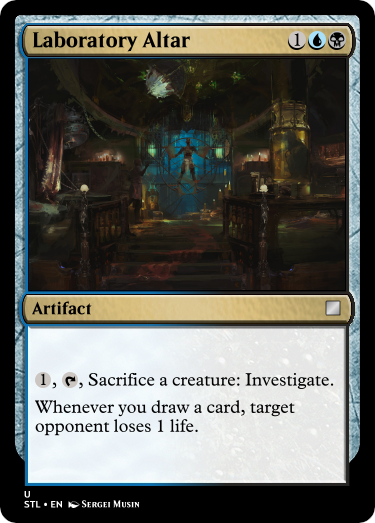 Laboratory Altar 1
Artifact
1, , Sacrifice a creature: Investigate.
Whenever you draw a card, target
opponent loses 1 life.
U
STL • EN Sergei Musin